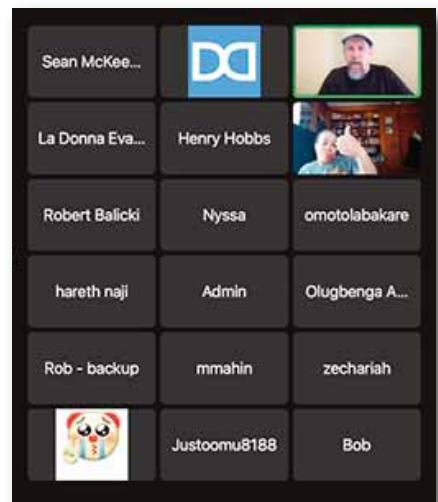 Sean McKee...
La Donna Eva...
Henry Hobbs
Robert Balicki
Nyssa
omotolabakare
hareth naji
Admin
Olugbenga A...
Rob - backup
mmahin
zechariah
Justoomu8188
Bob